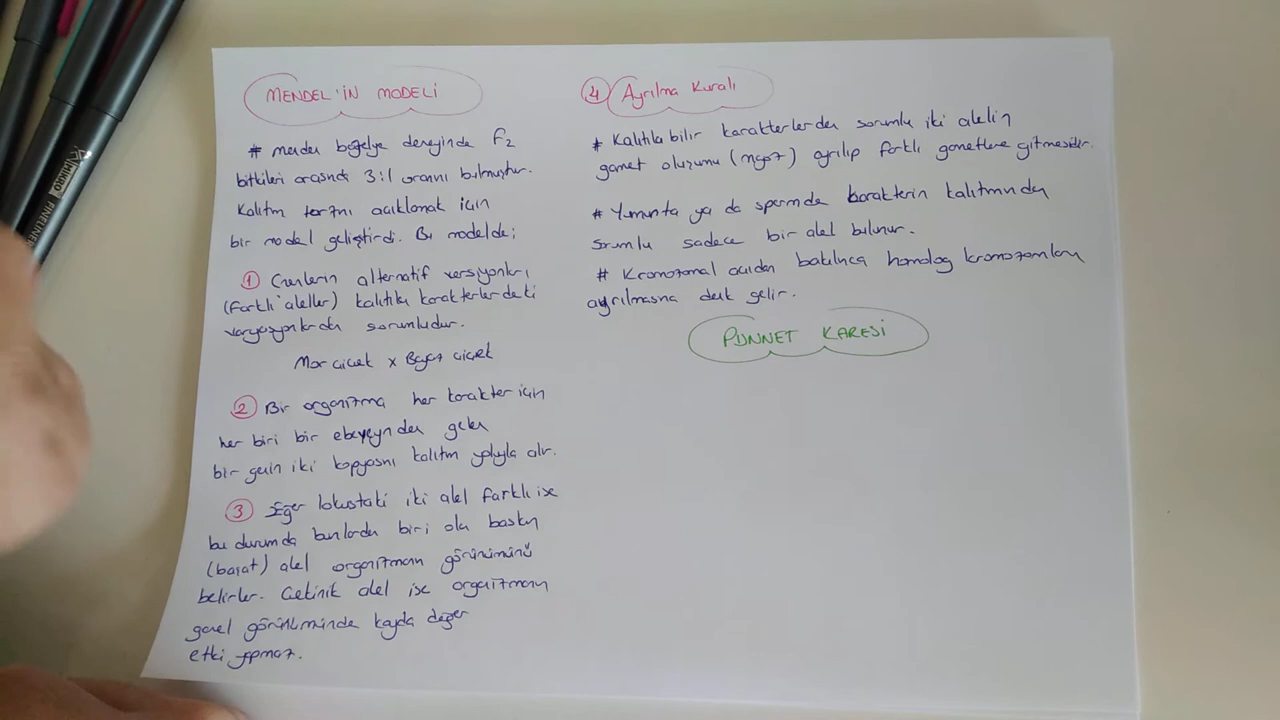 MENDEL'İN MODELİ
# mendel bezelye deneyinde F2
bitkileri arasında 3:1 oranını bulmuştur.
Kalıtım tarzını açıklamak için
bir model geliştirdi. Bu modelde;
① Genlerin alternatif versiyonları
(farklı aleller) kalıtılan karakterlerdeki
varyasyonlardan sorumludur.
Mor çiçek x Beyaz çiçek
② Bir organizma her karakter için
her biri bir ebeveynden gelen
bir genin iki kopyasını kalıtım yoluyla alır.
③ Eğer lokustaki iki alel farklı ise
bu durumda bunlardan biri olan baskın
(başat) alel organizmanın görünümünü
belirler. Çekinik alel ise organizmanın
genel görünümünde kayda değer
etki yapmaz.
④ Ayrılma Kuralı
# Kalıtılabilir karakterlerden sorumlu iki alelin
gamet oluşumu (mayoz) ayrılıp farklı gametlere gitmesidir.
# Yumurta ya da spermde karakterin kalıtımından
sorumlu sadece bir alel bulunur.
# Kromozomal açıdan bakılınca homolog kromozomların
ayrılmasına denk gelir.
PUNNET KARESİ
MIKRO
FINELINER